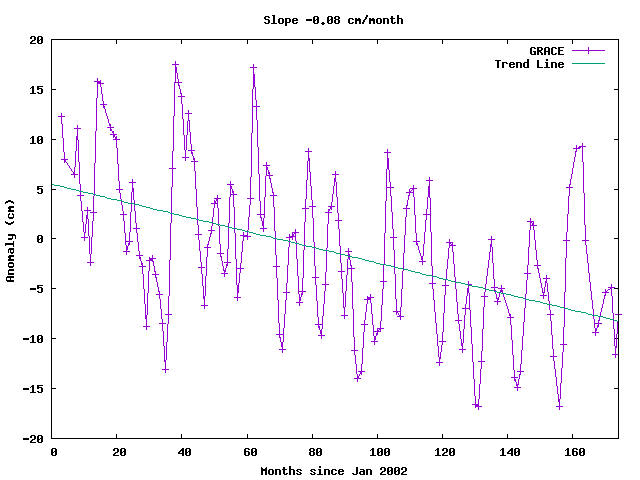 Slope -0.08 cm/month
20
15
10
5
0
-5
-10
-15
-20
Anomaly (cm)
GRACE
Trend Line
0 20 40 60 80 100 120 140 160
Months since Jan 2002